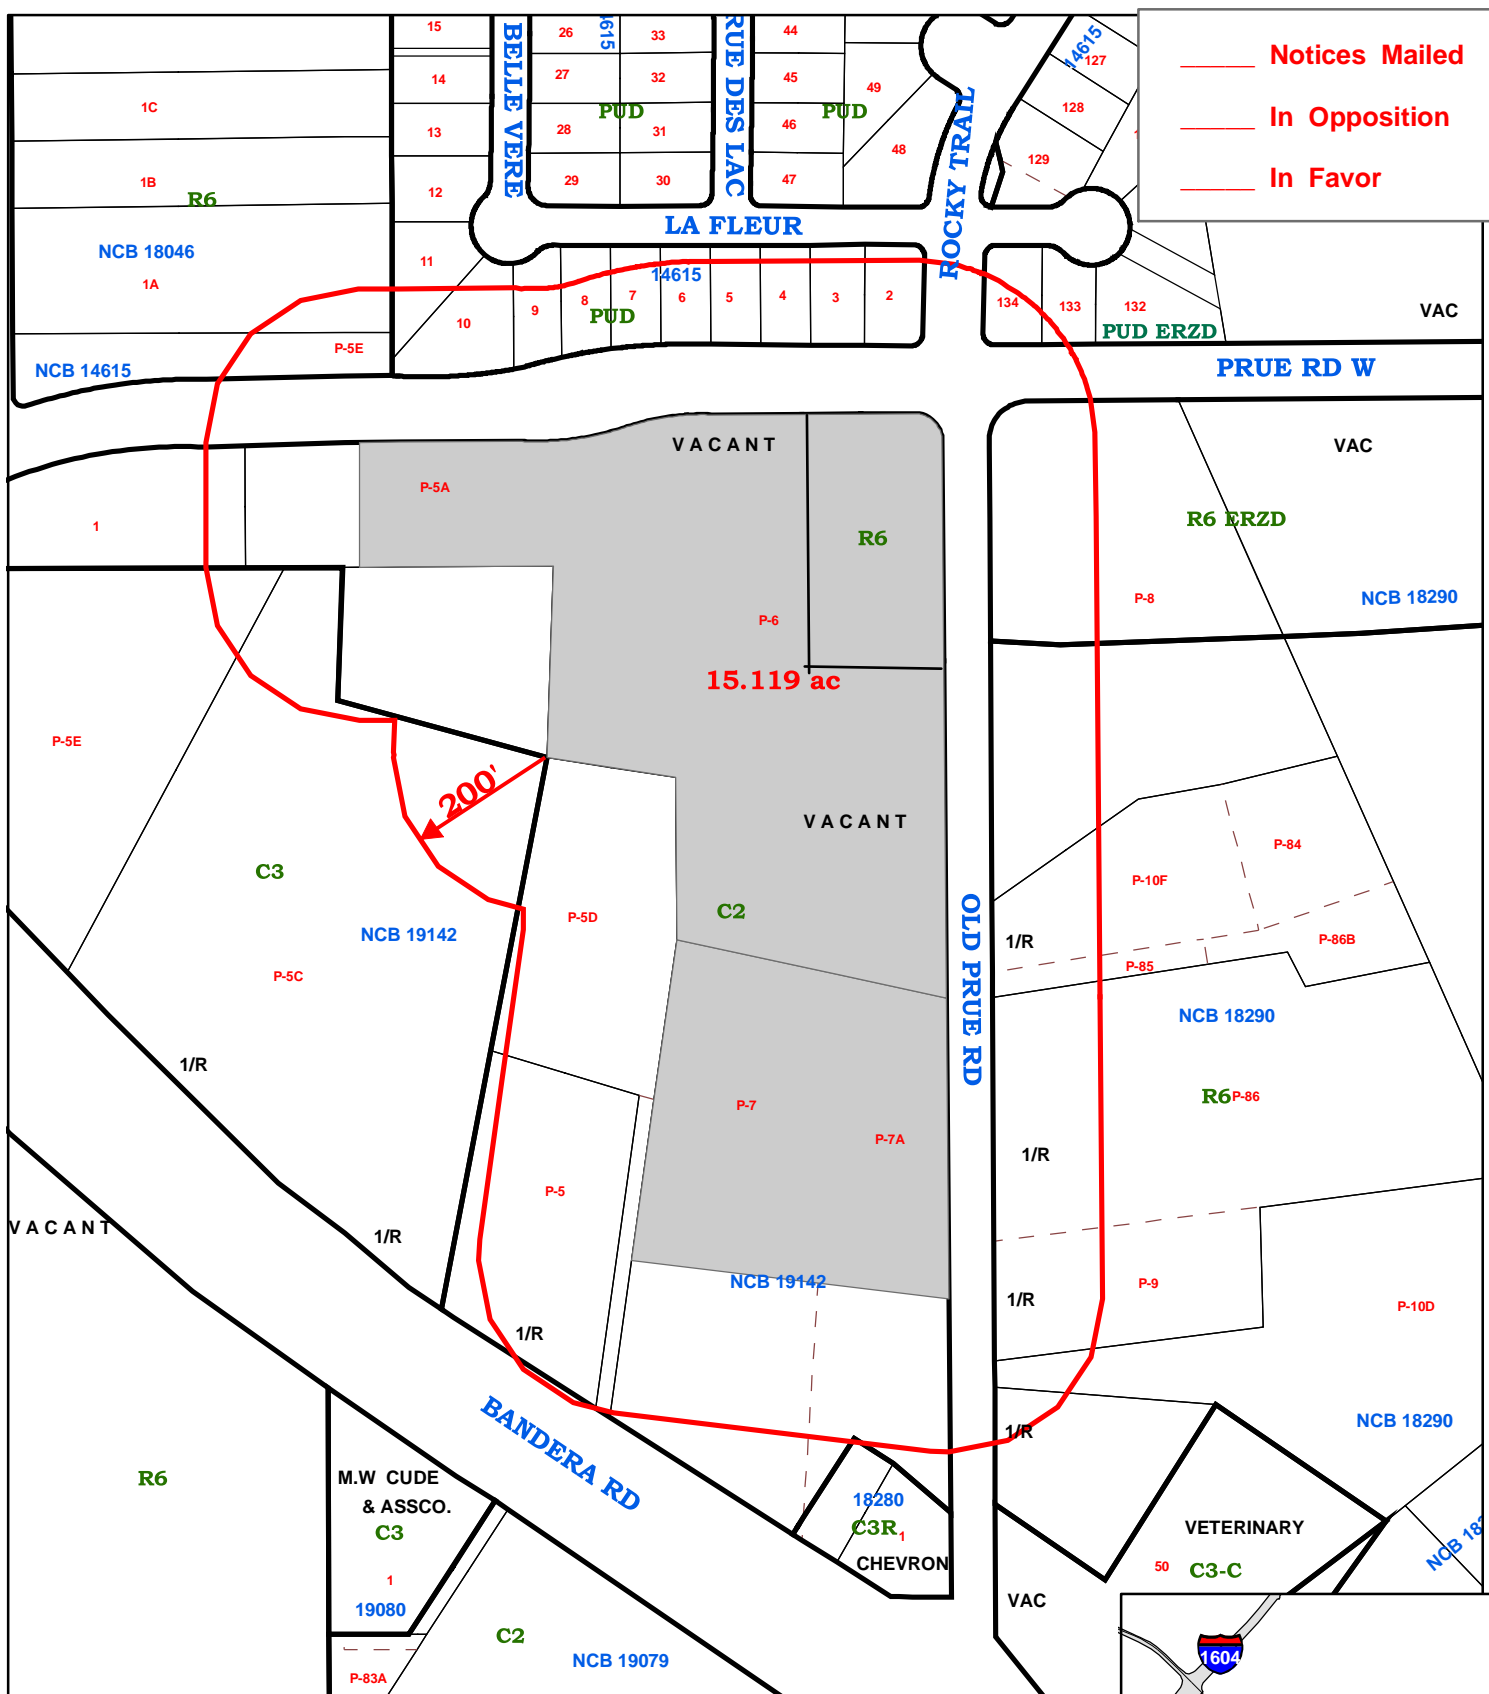 _____ Notices Mailed
_____ In Opposition
_____ In Favor
15
14
13
12
11
10
BELLE VERE
26
27
28
29
14615
33
32
31
30
PUD
RUE DES LAC
44
45
46
47
PUD
49
48
ROCKY TRAIL
14615
127
128
129
1C
1B
R6
NCB 18046
1A
P-5E
NCB 14615
LA FLEUR
14615
9
8
7
6
5
4
3
2
PUD
134
133
132
PUD ERZD
VAC
PRUE RD W
VACANT
VAC
P-5A
1
R6
R6 ERZD
P-8
NCB 18290
P-6
15.119 ac
P-5E
200'
VACANT
C3
P-84
P-10F
P-5D
C2
NCB 19142
P-5C
OLD PRUE RD
1/R
P-86B
P-85
NCB 18290
1/R
P-7
P-7A
R6
P-86
1/R
P-5
VACANT
1/R
NCB 19142
1/R
P-9
P-10D
1/R
BANDERA RD
1/R
NCB 18290
R6
M.W CUDE
& ASSCO.
C3
1
19080
18280
C3R
1
CHEVRON
VETERINARY
50
C3-C
VAC
C2
NCB 19079
P-83A
1604